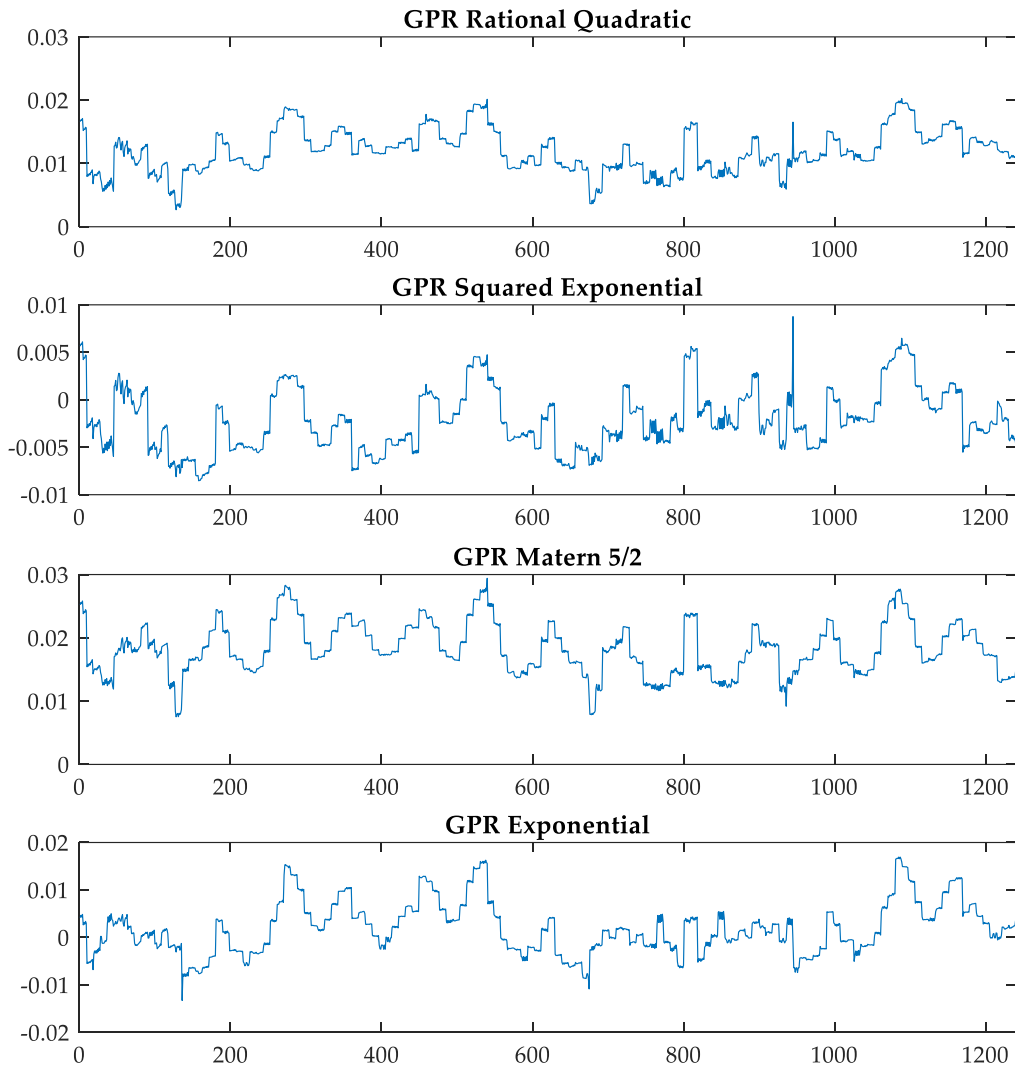 GPR Rational Quadratic
0.03
0.02
0.01
0
0 200 400 600 800 1000 1200
GPR Squared Exponential
0.01
0.005
0
-0.005
-0.01
0 200 400 600 800 1000 1200
GPR Matern 5/2
0.03
0.02
0.01
0
0 200 400 600 800 1000 1200
GPR Exponential
0.02
0.01
0
-0.01
-0.02
0 200 400 600 800 1000 1200